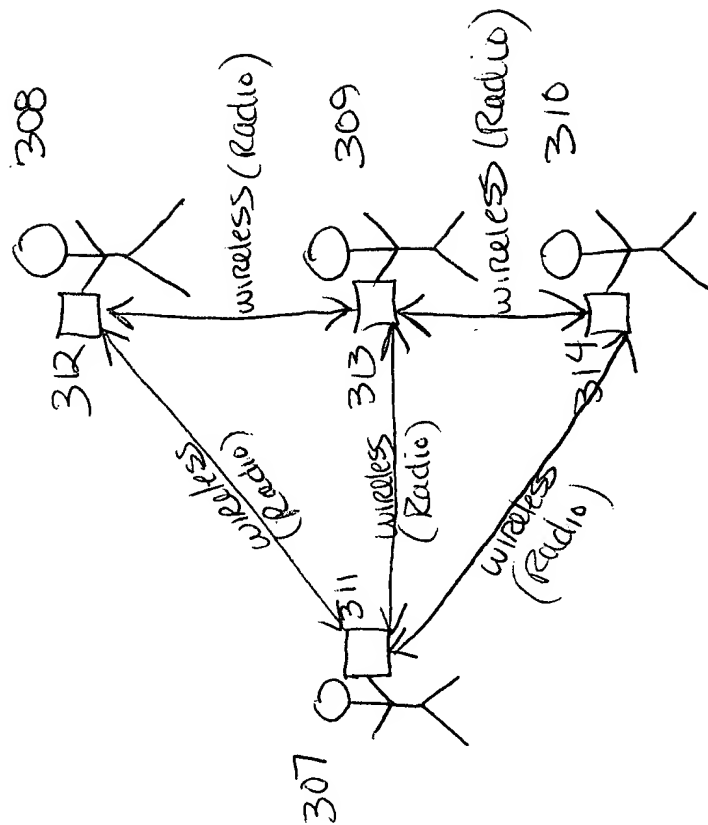 308
309
310
wireless (Radio)
wireless (Radio)
312
313
314
wireless
(Radio)
wireless
(Radio)
wireless
(Radio)
311
307